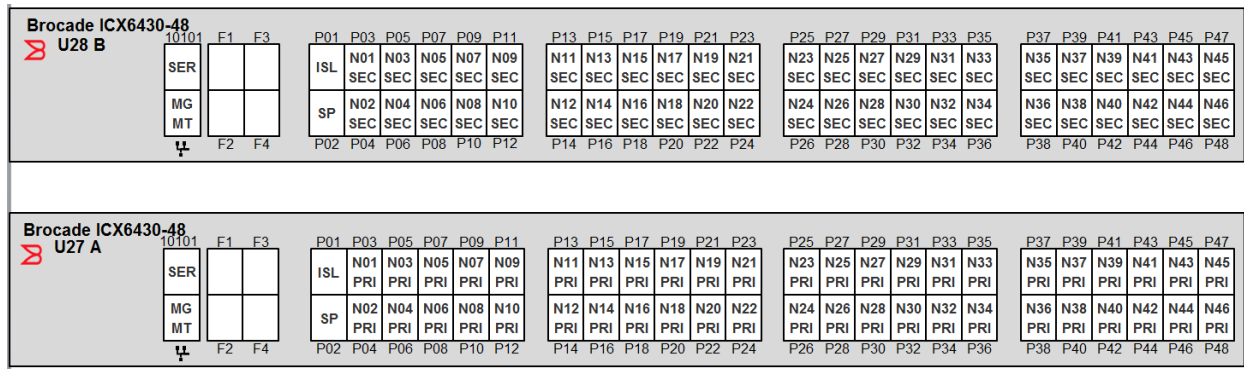 Brocade ICX6430-48
U28 B
10101 F1 F3 P01 P03 P05 P07 P09 P11 P13 P15 P17 P19 P21 P23 P25 P27 P29 P31 P33 P35 P37 P39 P41 P43 P45 P47
SER ISL N01 N03 N05 N07 N09 N11 N13 N15 N17 N19 N21 N23 N25 N27 N29 N31 N33 N35 N37 N39 N41 N43 N45
SEC SEC SEC SEC SEC SEC SEC SEC SEC SEC SEC SEC SEC SEC SEC SEC SEC SEC SEC SEC SEC SEC SEC
MG SP N02 N04 N06 N08 N10 N12 N14 N16 N18 N20 N22 N24 N26 N28 N30 N32 N34 N36 N38 N40 N42 N44 N46
MT SEC SEC SEC SEC SEC SEC SEC SEC SEC SEC SEC SEC SEC SEC SEC SEC SEC SEC SEC SEC SEC SEC SEC
F2 F4 P02 P04 P06 P08 P10 P12 P14 P16 P18 P20 P22 P24 P26 P28 P30 P32 P34 P36 P38 P40 P42 P44 P46 P48
Brocade ICX6430-48
U27 A
10101 F1 F3 P01 P03 P05 P07 P09 P11 P13 P15 P17 P19 P21 P23 P25 P27 P29 P31 P33 P35 P37 P39 P41 P43 P45 P47
SER ISL N01 N03 N05 N07 N09 N11 N13 N15 N17 N19 N21 N23 N25 N27 N29 N31 N33 N35 N37 N39 N41 N43 N45
PRI PRI PRI PRI PRI PRI PRI PRI PRI PRI PRI PRI PRI PRI PRI PRI PRI PRI PRI PRI PRI PRI PRI
MG SP N02 N04 N06 N08 N10 N12 N14 N16 N18 N20 N22 N24 N26 N28 N30 N32 N34 N36 N38 N40 N42 N44 N46
MT PRI PRI PRI PRI PRI PRI PRI PRI PRI PRI PRI PRI PRI PRI PRI PRI PRI PRI PRI PRI PRI PRI PRI
F2 F4 P02 P04 P06 P08 P10 P12 P14 P16 P18 P20 P22 P24 P26 P28 P30 P32 P34 P36 P38 P40 P42 P44 P46 P48